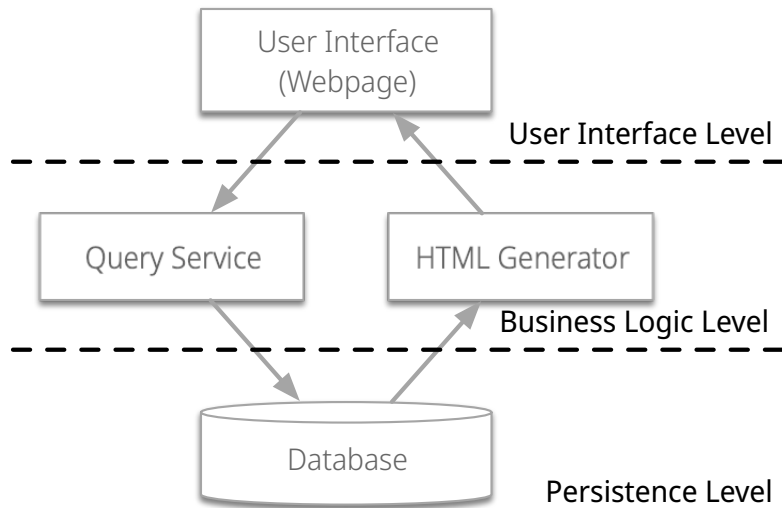 User Interface
(Webpage)
User Interface Level
Query Service
HTML Generator
Business Logic Level
Database
Persistence Level